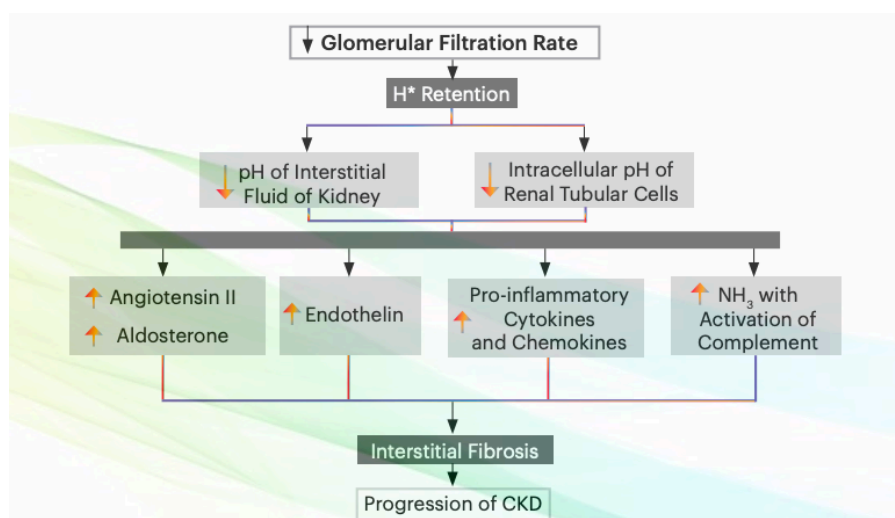 Glomerular Filtration Rate
H* Retention
pH of Interstitial
Fluid of Kidney
Intracellular pH of
Renal Tubular Cells
Angiotensin II
Aldosterone
Endothelin
Pro-inflammatory
Cytokines
and Chemokines
NH₃ with
Activation of
Complement
Interstitial Fibrosis
Progression of CKD